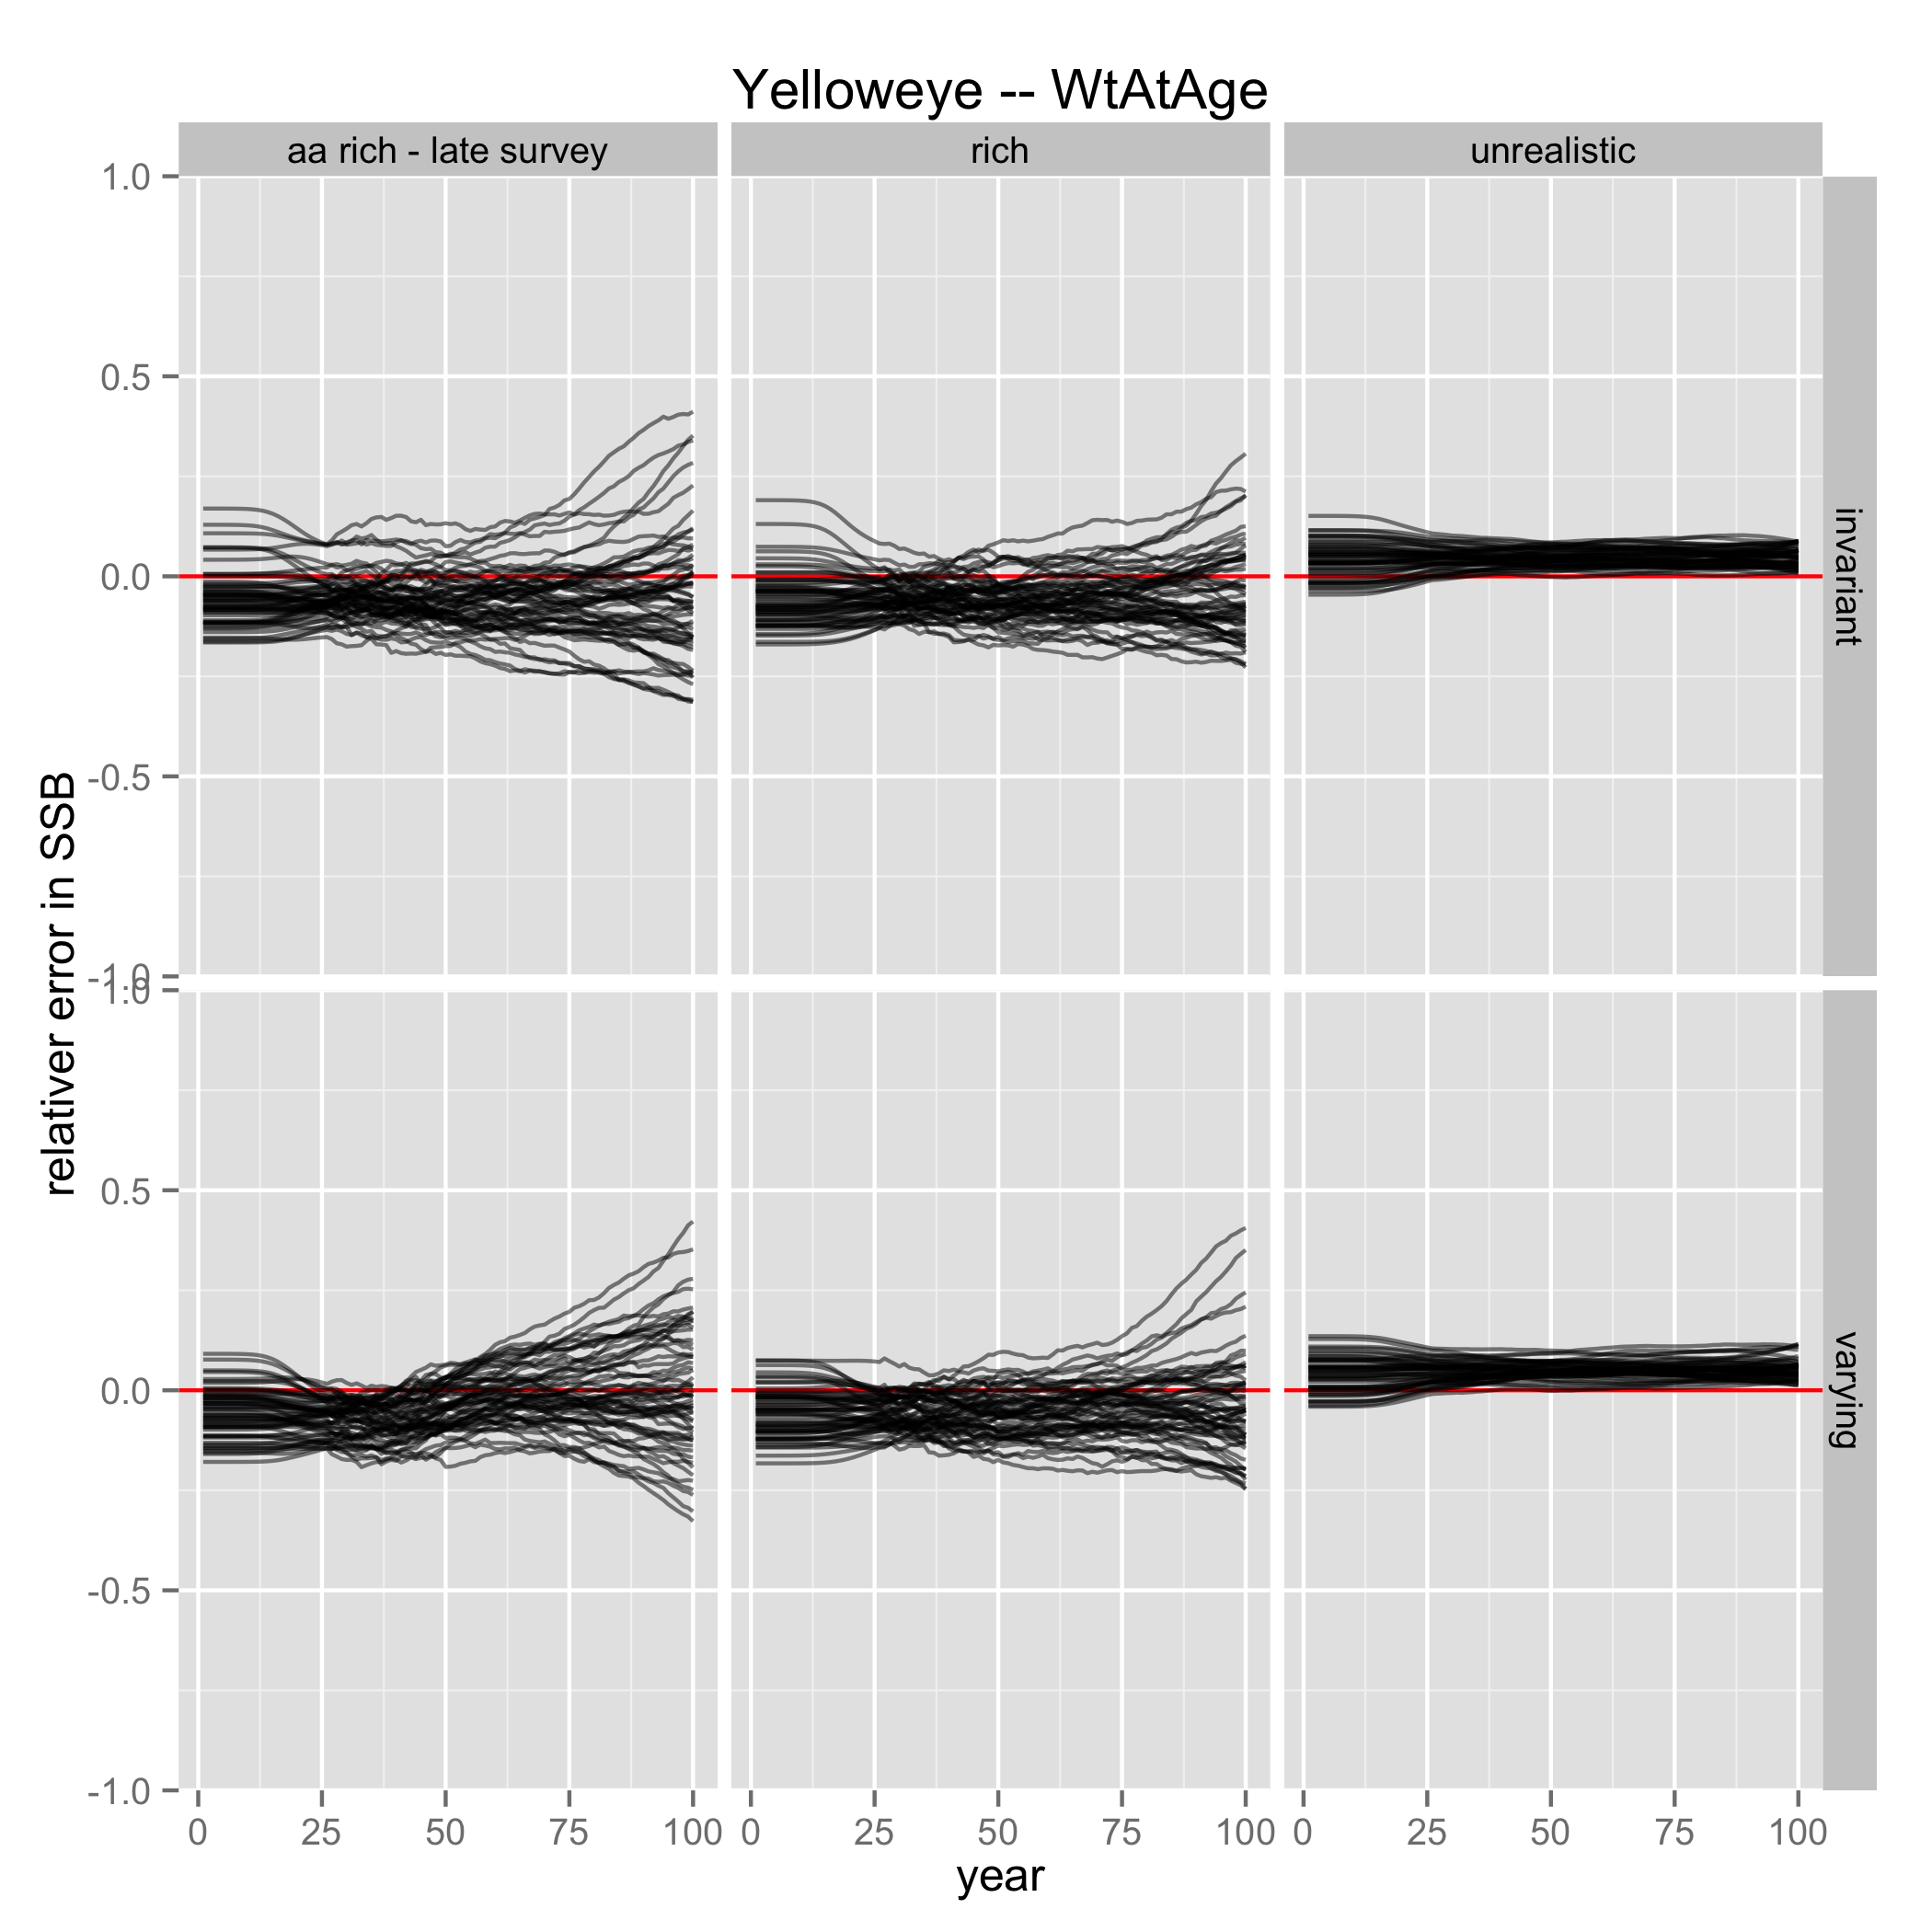 Yelloweye -- WtAtAge
aa rich - late survey
rich
unrealistic
1.0
0.5
0.0
-0.5
-1.0
invariant
relativer error in SSB
1.0
0.5
0.0
-0.5
-1.0
varying
0 25 50 75 100 0 25 50 75 100 0 25 50 75 100
year